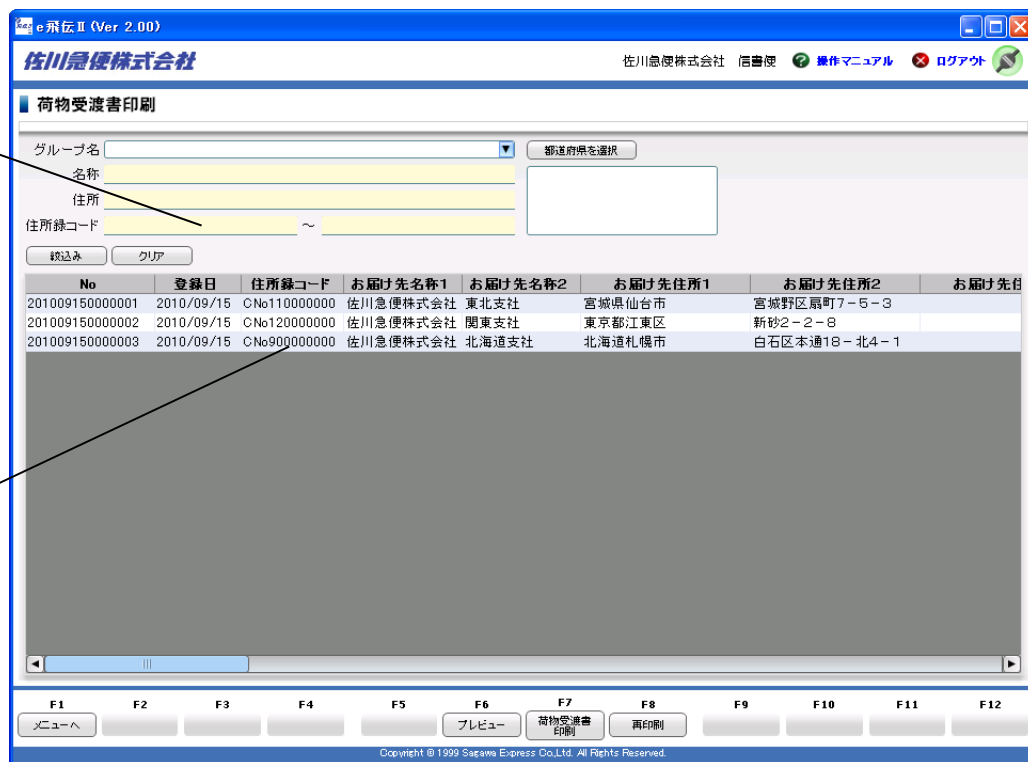 e飛伝Ⅱ (Ver 2.00)
佐川急便株式会社 佐川急便株式会社 信書便 操作マニュアル ログアウト
荷物受渡書印刷
グループ名 都道府県を選択
名称
住所
住所録コード ～
絞込み クリア
No 登録日 住所録コード お届け先名称1 お届け先名称2 お届け先住所1 お届け先住所2 お届け先住
201009150000001 2010/09/15 CNo110000000 佐川急便株式会社 東北支社 宮城県仙台市 宮城野区扇町7－5－3
201009150000002 2010/09/15 CNo120000000 佐川急便株式会社 関東支社 東京都江東区 新砂2－2－8
201009150000003 2010/09/15 CNo900000000 佐川急便株式会社 北海道支社 北海道札幌市 白石区本通18－北4－1
F1 F2 F3 F4 F5 F6 F7 F8 F9 F10 F11 F12
メニューへ プレビュー 荷物受渡書印刷 再印刷
Copyright © 1999 Sagawa Express Co.,Ltd. All Rights Reserved.